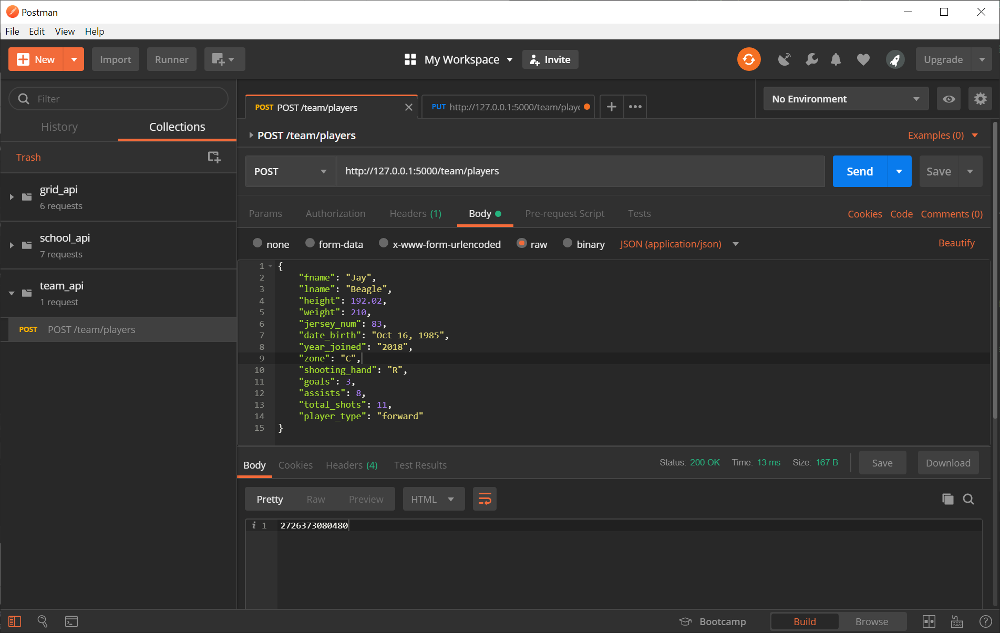 Postman
File Edit View Help
New Import Runner My Workspace Invite Upgrade
Filter
History Collections
Trash
grid_api
6 requests
school_api
7 requests
team_api
1 request
POST POST /team/players
POST POST /team/players PUT http://127.0.0.1:5000/team/playe No Environment
POST /team/players Examples (0)
POST http://127.0.0.1:5000/team/players Send Save
Params Authorization Headers (1) Body Pre-request Script Tests Cookies Code Comments (0)
none form-data x-www-form-urlencoded raw binary JSON (application/json) Beautify
1 {
2 "fname": "Jay",
3 "lname": "Beagle",
4 "height": 192.02,
5 "weight": 210,
6 "jersey_num": 83,
7 "date_birth": "Oct 16, 1985",
8 "year_joined": "2018",
9 "zone": "C",
10 "shooting_hand": "R",
11 "goals": 3,
12 "assists": 8,
13 "total_shots": 11,
14 "player_type": "forward"
15 }
Body Cookies Headers (4) Test Results Status: 200 OK Time: 13 ms Size: 167 B Save Download
Pretty Raw Preview HTML
i 1 2726373080480
Bootcamp Build Browse